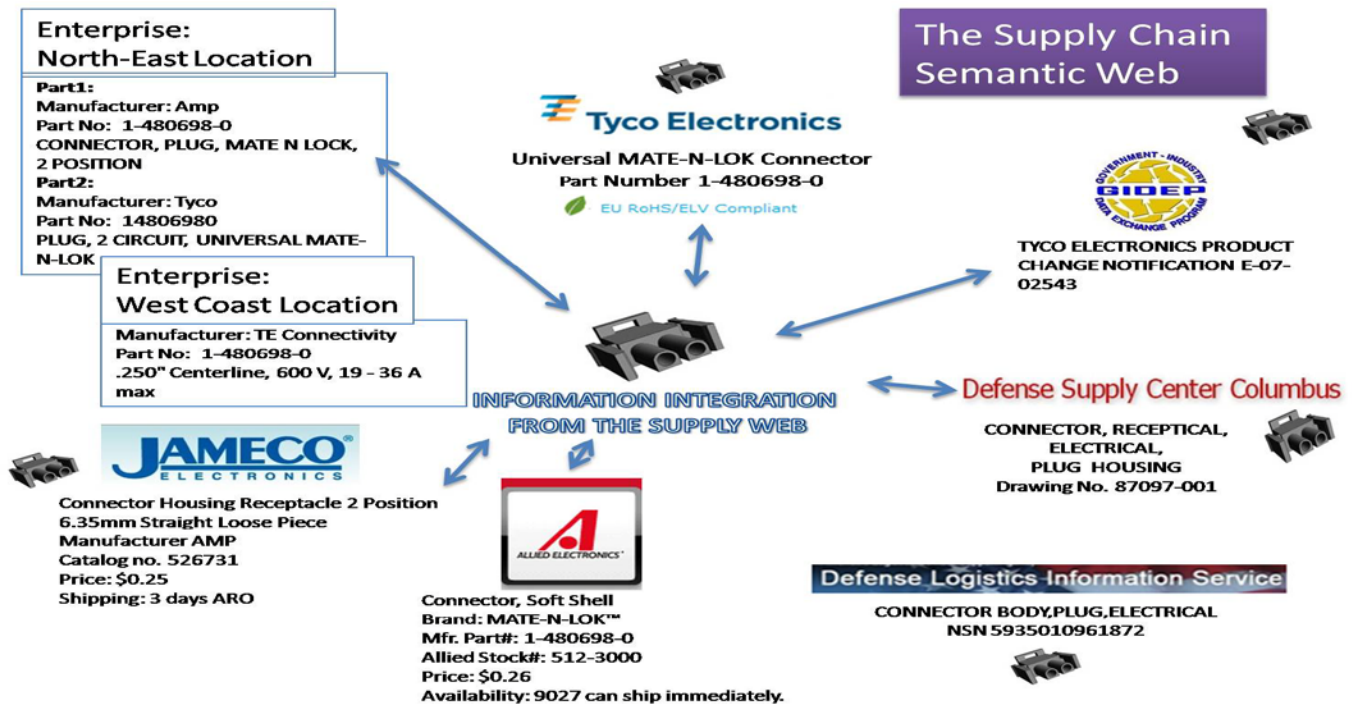 Enterprise:
North-East Location
Part1:
Manufacturer: Amp
Part No: 1-480698-0
CONNECTOR, PLUG, MATE N LOCK,
2 POSITION
Part2:
Manufacturer: Tyco
Part No: 14806980
PLUG, 2 CIRCUIT, UNIVERSAL MATE-
N-LOK
Enterprise:
West Coast Location
Manufacturer: TE Connectivity
Part No: 1-480698-0
.250" Centerline, 600 V, 19 - 36 A
max
Tyco Electronics
Universal MATE-N-LOK Connector
Part Number 1-480698-0
EU RoHS/ELV Compliant
The Supply Chain
Semantic Web
GOVERNMENT - INDUSTRY
GIDEP
DATA EXCHANGE PROGRAM
TYCO ELECTRONICS PRODUCT
CHANGE NOTIFICATION E-07-
02543
INFORMATION INTEGRATION
FROM THE SUPPLY WEB
Defense Supply Center Columbus
CONNECTOR, RECEPTICAL,
ELECTRICAL,
PLUG HOUSING
Drawing No. 87097-001
JAMECO®
ELECTRONICS
Connector Housing Receptacle 2 Position
6.35mm Straight Loose Piece
Manufacturer AMP
Catalog no. 526731
Price: $0.25
Shipping: 3 days ARO
ALLIED ELECTRONICS
Connector, Soft Shell
Brand: MATE-N-LOK™
Mfr. Part#: 1-480698-0
Allied Stock#: 512-3000
Price: $0.26
Availability: 9027 can ship immediately.
Defense Logistics Information Service
CONNECTOR BODY,PLUG,ELECTRICAL
NSN 5935010961872